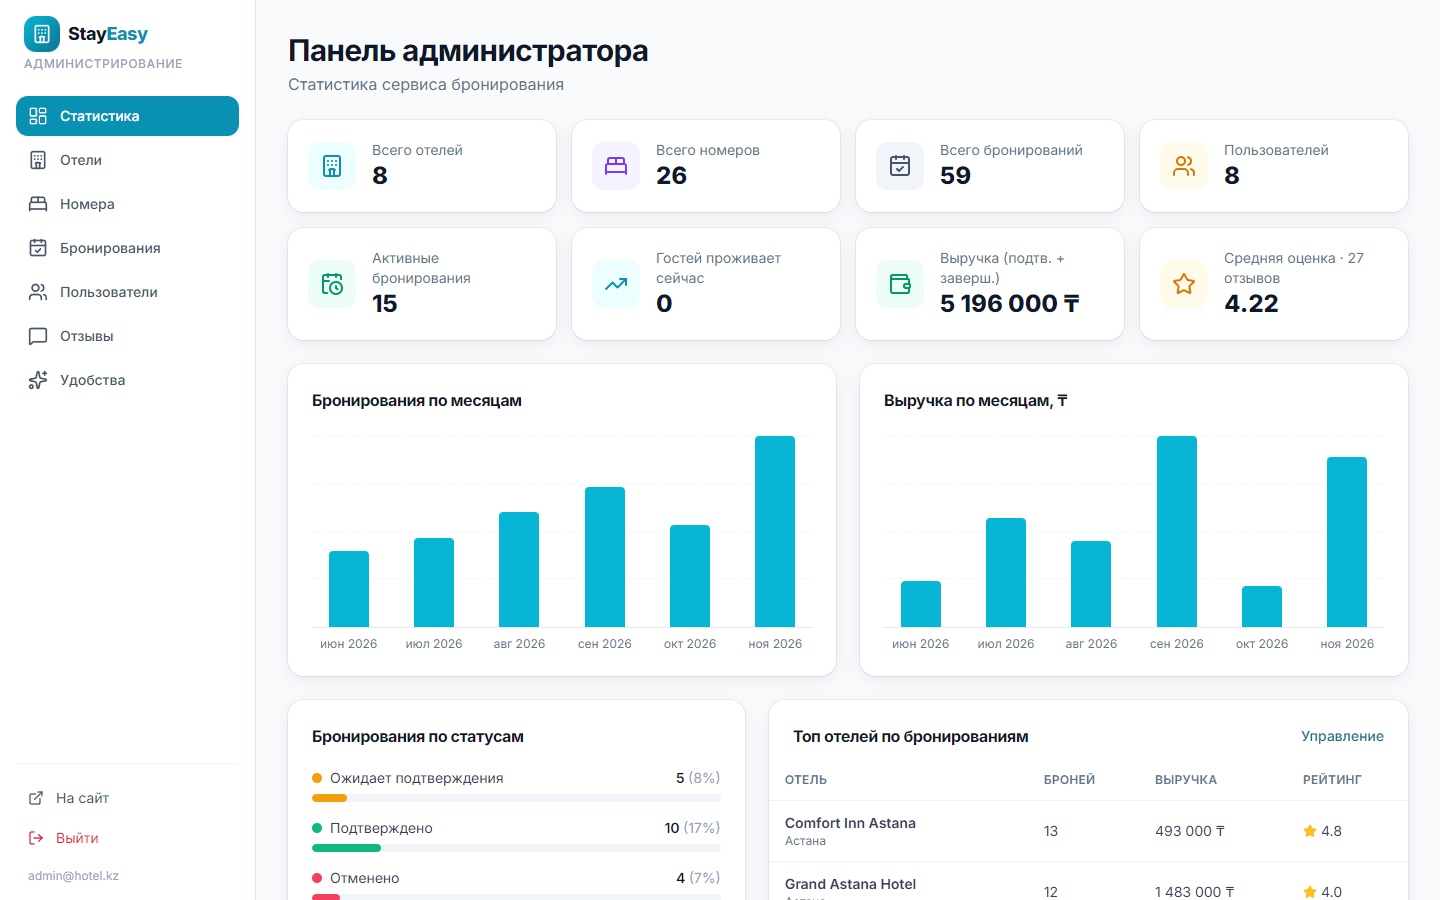 StayEasy
АДМИНИСТРИРОВАНИЕ
Статистика
Отели
Номера
Бронирования
Пользователи
Отзывы
Удобства
На сайт
Выйти
admin@hotel.kz
Панель администратора
Статистика сервиса бронирования
Всего отелей
8
Всего номеров
26
Всего бронирований
59
Пользователей
8
Активные
бронирования
15
Гостей проживает
сейчас
0
Выручка (подтв. +
заверш.)
5 196 000 ₸
Средняя оценка · 27
отзывов
4.22
Бронирования по месяцам
июн 2026 июл 2026 авг 2026 сен 2026 окт 2026 ноя 2026
Выручка по месяцам, ₸
июн 2026 июл 2026 авг 2026 сен 2026 окт 2026 ноя 2026
Бронирования по статусам
Ожидает подтверждения 5 (8%)
Подтверждено 10 (17%)
Отменено 4 (7%)
Топ отелей по бронированиям Управление
ОТЕЛЬ БРОНЕЙ ВЫРУЧКА РЕЙТИНГ
Comfort Inn Astana 13 493 000 ₸ 4.8
Астана
Grand Astana Hotel 12 1 483 000 ₸ 4.0